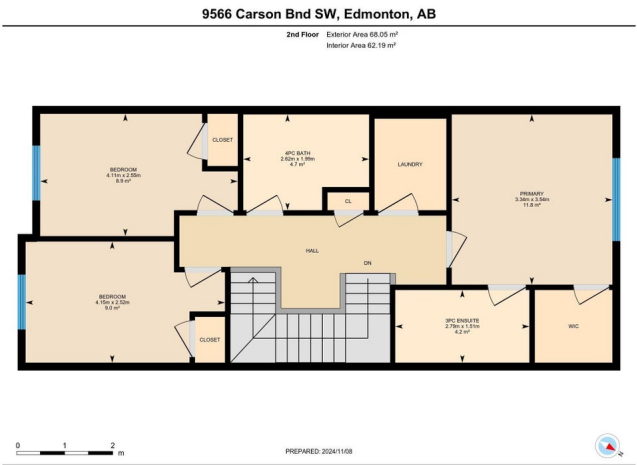 9566 Carson Bnd SW, Edmonton, AB
2nd Floor Exterior Area 68.05 m²
Interior Area 62.19 m²
CLOSET
4PC BATH
2.62m x 1.99m
4.7 m²
LAUNDRY
BEDROOM
4.11m x 2.55m
8.9 m²
PRIMARY
3.34m x 3.54m
11.8 m²
CL
HALL
DN
BEDROOM
4.15m x 2.52m
9.0 m²
3PC ENSUITE
2.79m x 1.51m
4.2 m²
WIC
CLOSET
0 1 2
m
PREPARED: 2024/11/08
N